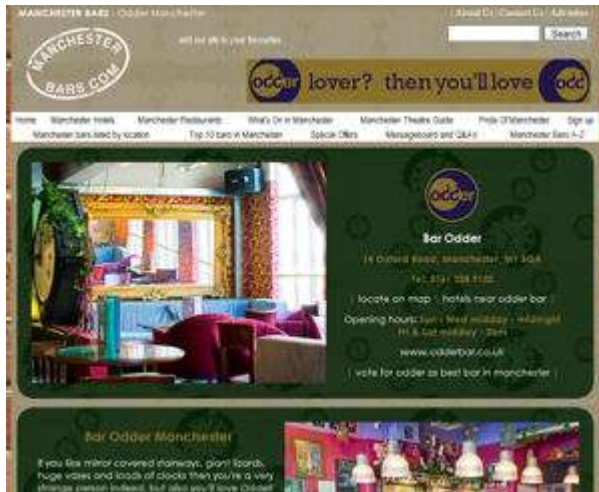 MANCHESTER BARS : Odder Manchester
| About Us | Contact Us | Advertise
MANCHESTER
BARS.COM
add our site to your favourites
Search
odder lover? then you'll love odd
Home Manchester Hotels Manchester Restaurants What's On in Manchester Manchester Theatre Guide Pride Of Manchester Sign up
Manchester bars listed by location Top 10 bars in Manchester Special Offers Messageboard and Q&A's Manchester Bars A-Z
odder
Bar Odder
14 Oxford Road, Manchester, M1 5QA
Tel: 0161
| locate on map | hotels near odder bar |
Opening hours: Sun - Wed midday - midnight
Fri & Sat midday - 2am
www.odderbar.co.uk
| vote for odder as best bar in manchester |
Bar Odder Manchester
If you like mirror covered stairways, giant lizards,
huge vases and loads of clocks then you're a very
strange person indeed, but also you'll love Odder!